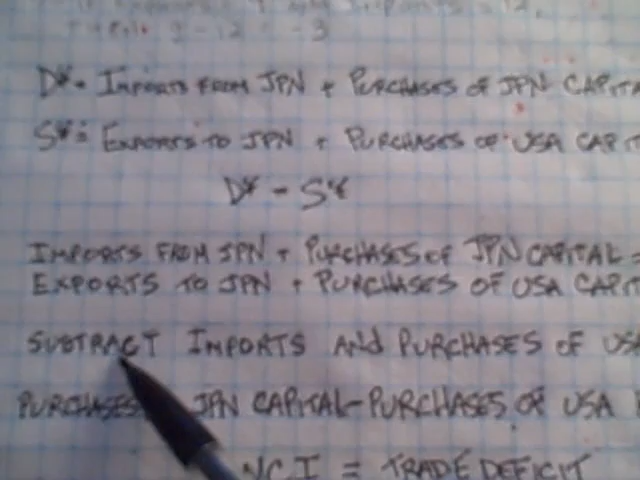 D¥ = IMPORTS FROM JPN + PURCHASES OF JPN CAPITA
S¥ = EXPORTS TO JPN + PURCHASES OF USA CAPIT
D¥ = S¥
IMPORTS FROM JPN + PURCHASES OF JPN CAPITAL =
EXPORTS TO JPN + PURCHASES OF USA CAPIT
SUBTRACT IMPORTS AND PURCHASES OF USA
PURCHASES JPN CAPITAL - PURCHASES OF USA
NCI = TRADE DEFICIT